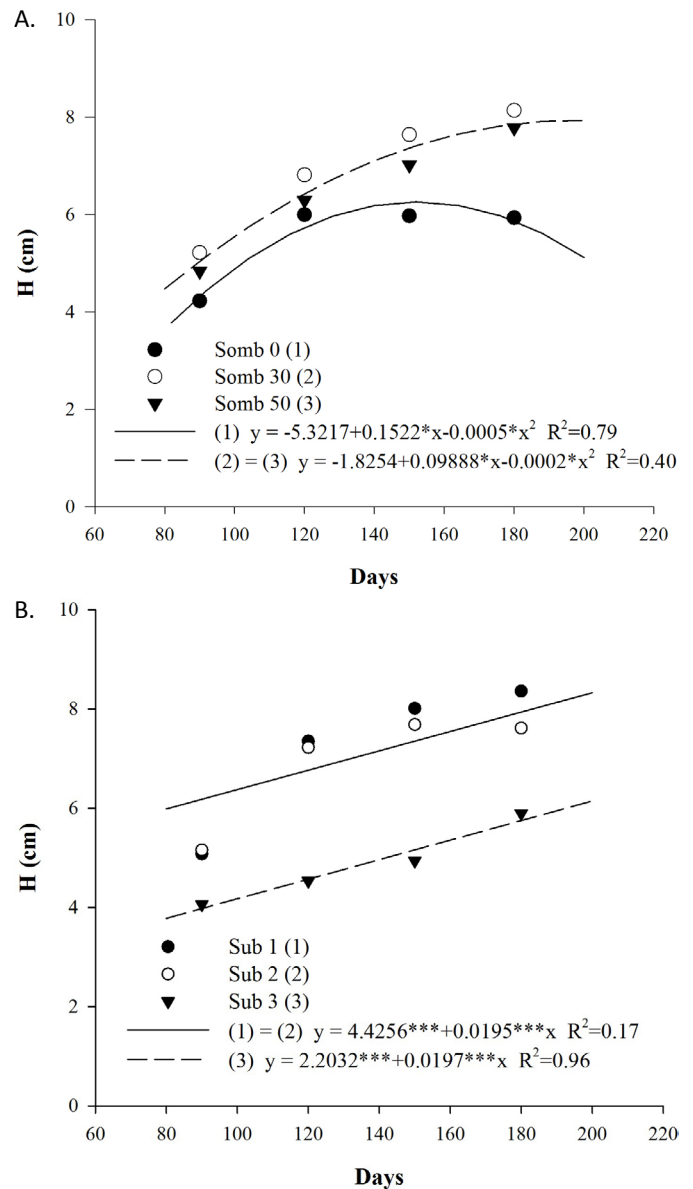 A.
10
8
6
4
2
0
H (cm)
Somb 0 (1)
Somb 30 (2)
Somb 50 (3)
(1) y = -5.3217+0.1522*x-0.0005*x² R²=0.79
(2) = (3) y = -1.8254+0.09888*x-0.0002*x² R²=0.40
60 80 100 120 140 160 180 200 220
Days
B.
10
8
6
4
2
0
H (cm)
Sub 1 (1)
Sub 2 (2)
Sub 3 (3)
(1) = (2) y = 4.4256***+0.0195***x R²=0.17
(3) y = 2.2032***+0.0197***x R²=0.96
60 80 100 120 140 160 180 200 220
Days